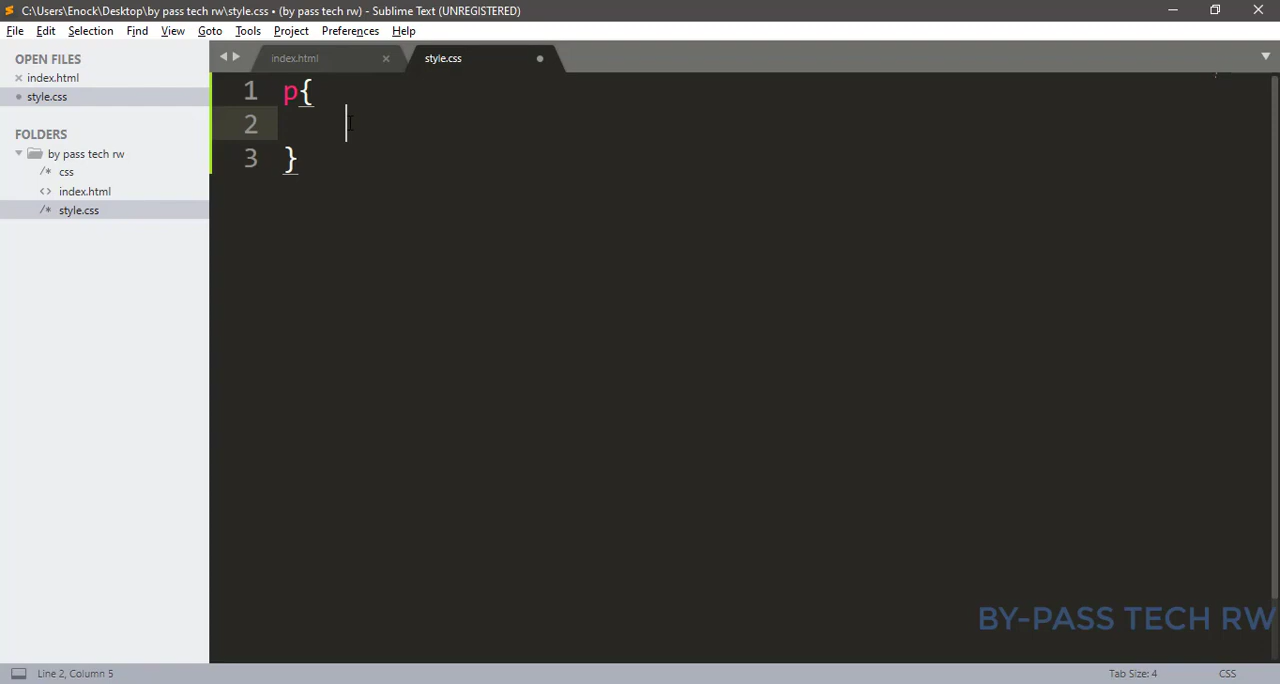 C:\Users\Enock\Desktop\by pass tech rw\style.css • (by pass tech rw) - Sublime Text (UNREGISTERED)
File Edit Selection Find View Goto Tools Project Preferences Help
OPEN FILES
index.html
style.css
FOLDERS
by pass tech rw
/* css
<> index.html
/* style.css
index.html
style.css
1 p{
2
3 }
BY-PASS TECH RW
Line 2, Column 5
Tab Size: 4
CSS